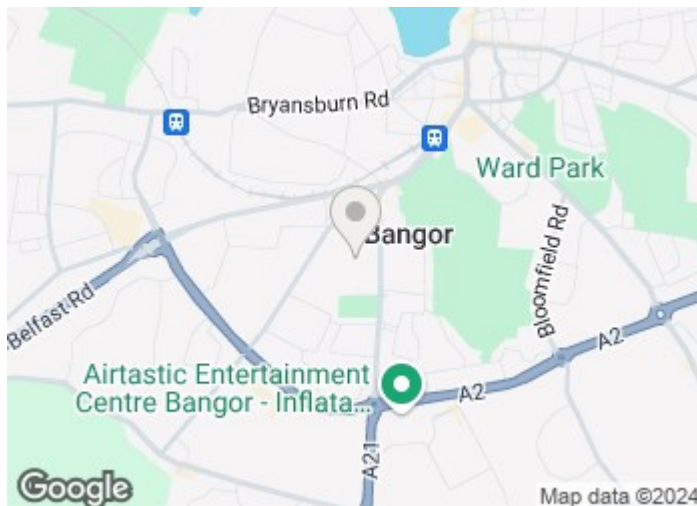 Bryansburn Rd
Ward Park
Bangor
Bloomfield Rd
Belfast Rd
Airtastic Entertainment
Centre Bangor - Inflata...
A2
A2
A21
Google
Map data ©2024